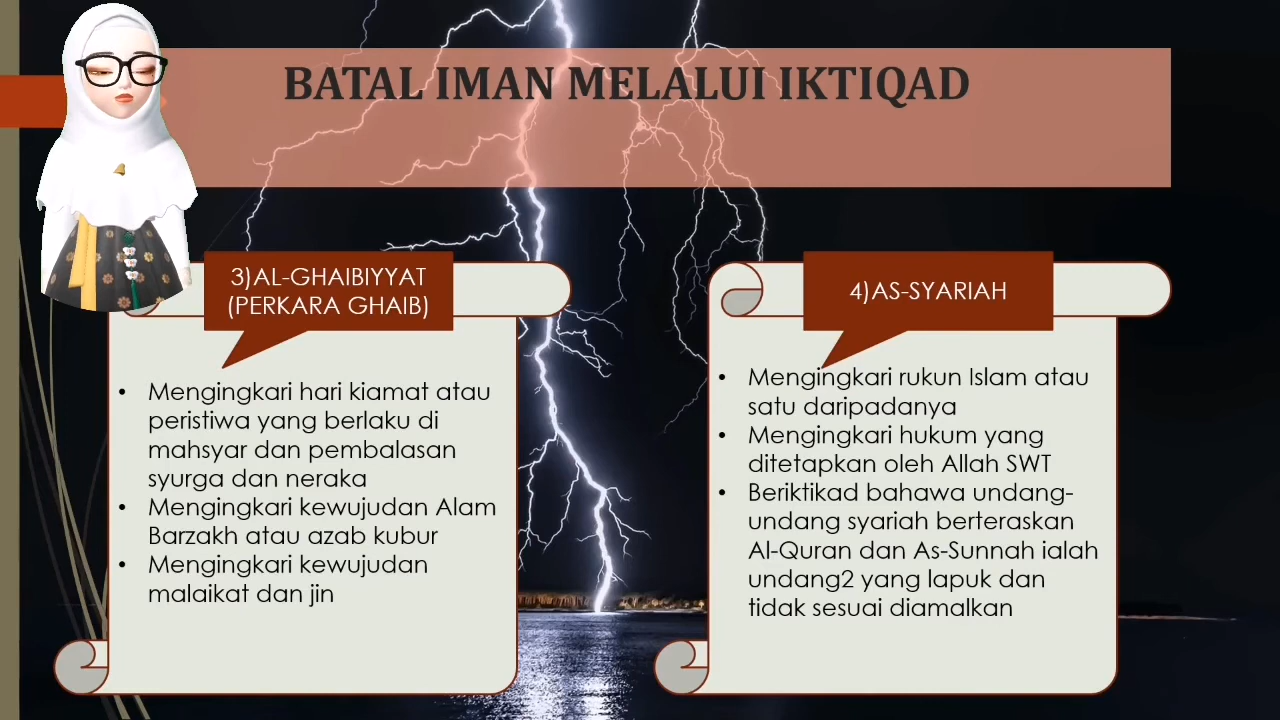 BATAL IMAN MELALUI IKTIQAD
3)AL-GHAIBIYYAT
(PERKARA GHAIB)
• Mengingkari hari kiamat atau
peristiwa yang berlaku di
mahsyar dan pembalasan
syurga dan neraka
• Mengingkari kewujudan Alam
Barzakh atau azab kubur
• Mengingkari kewujudan
malaikat dan jin
4)AS-SYARIAH
• Mengingkari rukun Islam atau
satu daripadanya
• Mengingkari hukum yang
ditetapkan oleh Allah SWT
• Beriktikad bahawa undang-
undang syariah berteraskan
Al-Quran dan As-Sunnah ialah
undang2 yang lapuk dan
tidak sesuai diamalkan